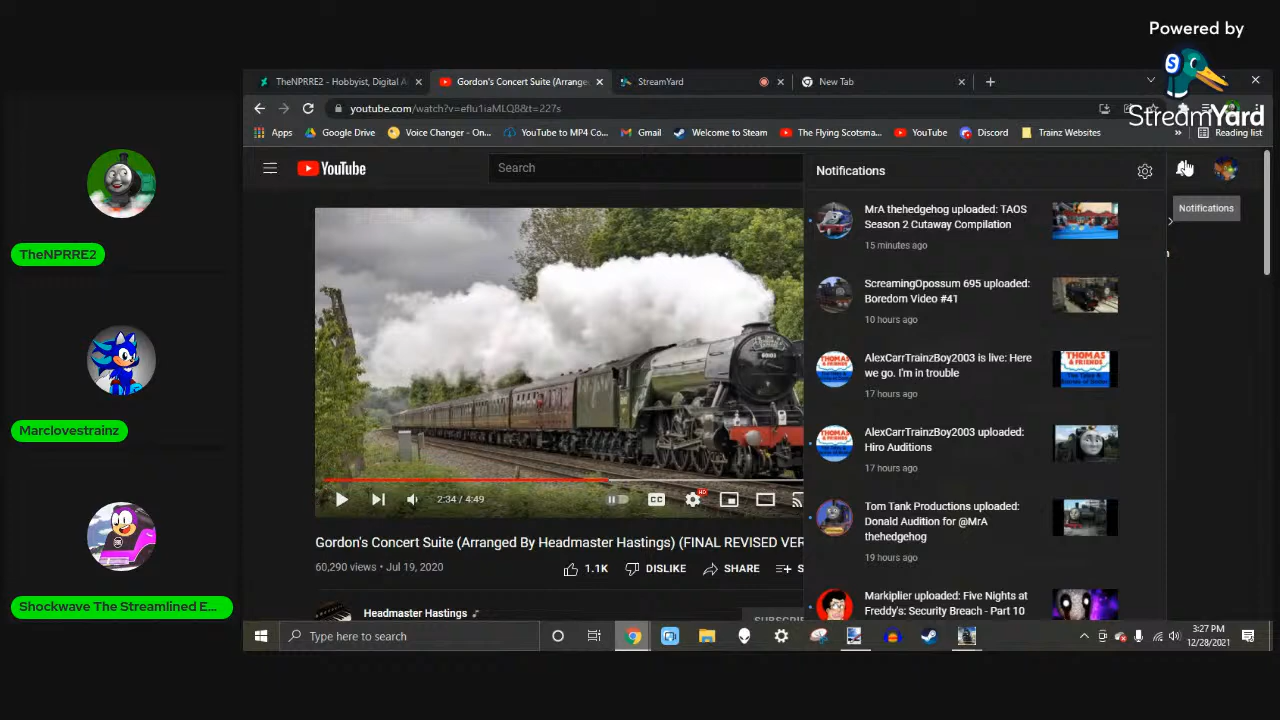 Powered by
StreamYard
TheNPRRE2 - Hobbyist, Digital A
Gordon's Concert Suite (Arrange
StreamYard
New Tab
youtube.com/watch?v=eflu1iaMLQ8&t=227s
Apps
Google Drive
Voice Changer - On...
YouTube to MP4 Co...
Gmail
Welcome to Steam
The Flying Scotsma...
YouTube
Discord
Trainz Websites
»
Reading list
YouTube
Search
Notifications
Notifications
MrA thehedgehog uploaded: TAOS
Season 2 Cutaway Compilation
15 minutes ago
ScreamingOpossum 695 uploaded:
Boredom Video #41
10 hours ago
AlexCarrTrainzBoy2003 is live: Here
we go. I'm in trouble
17 hours ago
THOMAS
& FRIENDS
AlexCarrTrainzBoy2003 uploaded:
Hiro Auditions
17 hours ago
Tom Tank Productions uploaded:
Donald Audition for @MrA
thehedgehog
19 hours ago
Markiplier uploaded: Five Nights at
Freddy's: Security Breach - Part 10
TheNPRRE2
Marclovestrainz
Shockwave The Streamlined E...
2:34 / 4:49
CC
HD
Gordon's Concert Suite (Arranged By Headmaster Hastings) (FINAL REVISED VER
60,290 views • Jul 19, 2020
1.1K
DISLIKE
SHARE
S
Headmaster Hastings
SUBSCRIBE
Type here to search
3:27 PM
12/28/2021